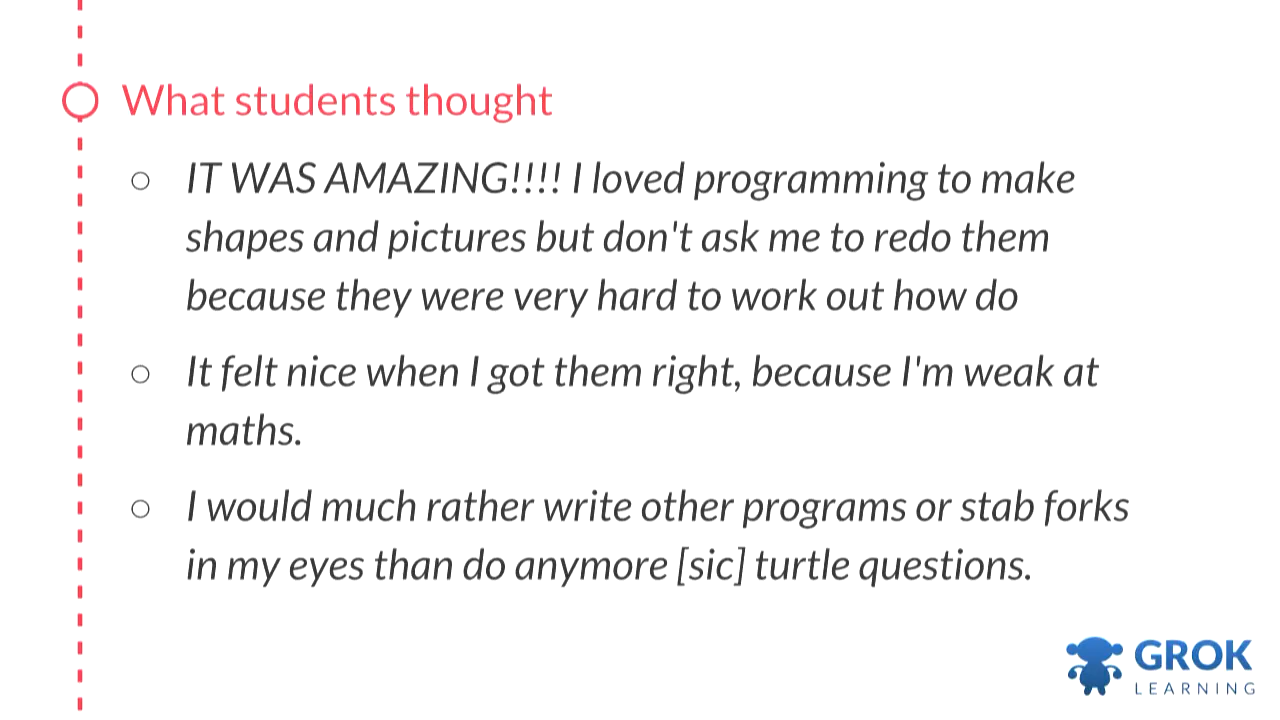 What students thought
IT WAS AMAZING!!!! I loved programming to make
shapes and pictures but don't ask me to redo them
because they were very hard to work out how do
It felt nice when I got them right, because I'm weak at
maths.
I would much rather write other programs or stab forks
in my eyes than do anymore [sic] turtle questions.
GROK
LEARNING